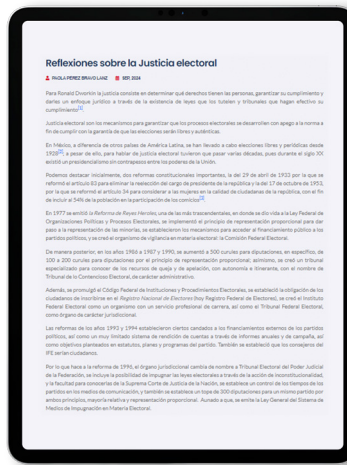 Reflexiones sobre la Justicia electoral
PAOLA PEREZ BRAVO LANZ SEP, 2024
Para Ronald Dworkin la justicia consiste en determinar qué derechos tienen las personas, garantizar su cumplimiento y
darles un enfoque jurídico a través de la existencia de leyes que los tutelen y tribunales que hagan efectivo su
cumplimiento[1].
Justicia electoral son los mecanismos para garantizar que los procesos electorales se desarrollen con apego a la norma a
fin de cumplir con la garantía de que las elecciones serán libres y auténticas.
En México, a diferencia de otros países de América Latina, se han llevado a cabo elecciones libres y periódicas desde
1928[2]; a pesar de ello, para hablar de justicia electoral tuvieron que pasar varias décadas, pues durante el siglo XX
existió un presidencialismo sin contrapesos entre los poderes de la Unión.
Podemos destacar inicialmente, dos reformas constitucionales importantes, la del 29 de abril de 1933 por la que se
reformó el artículo 83 para eliminar la reelección del cargo de presidente de la república y la del 17 de octubre de 1953,
por la que se reformó el artículo 34 para considerar a las mujeres en la calidad de ciudadanas de la república, con el fin
de incluir al 54% de la población en la participación de los comicios[3].
En 1977 se emitió la Reforma de Reyes Heroles, una de las más trascendentales, en donde se dio vida a la Ley Federal de
Organizaciones Políticas y Procesos Electorales, se implementó el principio de representación proporcional para dar
paso a la representación de las minorías, se establecieron los mecanismos para acceder al financiamiento público a los
partidos políticos, y se creó el organismo de vigilancia en materia electoral: la Comisión Federal Electoral.
De manera posterior, en los años 1986 a 1987 y 1990, se aumentó a 500 curules para diputaciones, en específico, de
100 a 200 curules para diputaciones por el principio de representación proporcional; asimismo, se creó un tribunal
especializado para conocer de los recursos de queja y de apelación, con autonomía e itinerante, con el nombre de
Tribunal de lo Contencioso Electoral, de carácter administrativo.
Además, se promulgó el Código Federal de Instituciones y Procedimientos Electorales, se estableció la obligación de los
ciudadanos de inscribirse en el Registro Nacional de Electores (hoy Registro Federal de Electores), se creó el Instituto
Federal Electoral como un organismo con un servicio profesional de carrera, así como el Tribunal Federal Electoral,
como órgano de carácter jurisdiccional.
Las reformas de los años 1993 y 1994 establecieron ciertos candados a los financiamientos externos de los partidos
políticos, así como un muy limitado sistema de rendición de cuentas a través de informes anuales y de campaña, así
como objetivos planteados en estatutos, planes y programas del partido. También se estableció que los consejeros del
IFE serían ciudadanos.
Por lo que hace a la reforma de 1996, el órgano jurisdiccional cambia de nombre a Tribunal Electoral del Poder Judicial
de la Federación, se incluye la posibilidad de impugnar las leyes electorales a través de la acción de inconstitucionalidad,
y la facultad para conocerlas de la Suprema Corte de Justicia de la Nación, se establece un control de los tiempos de los
partidos en los medios de comunicación, y también se establece un tope de 300 diputaciones para un mismo partido por
ambos principios, mayoría relativa y representación proporcional. Aunado a que, se emite la Ley General del Sistema de
Medios de Impugnación en Materia Electoral.